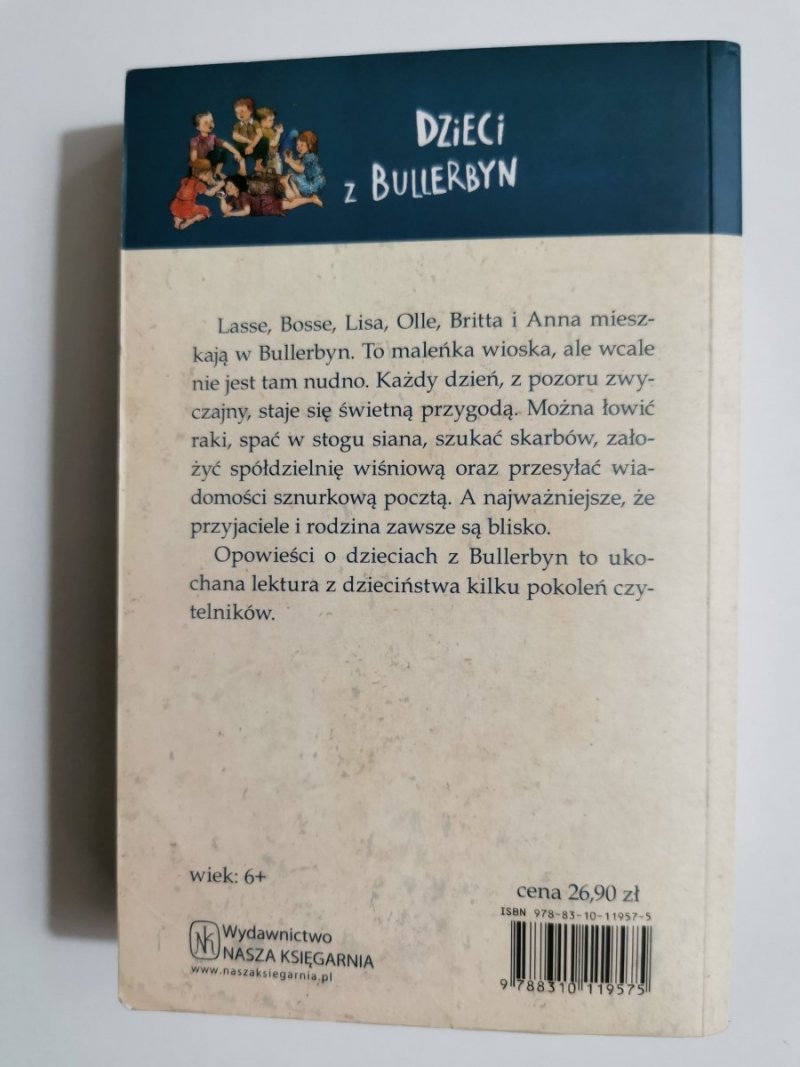 DZiECi
z BULLERBYN
Lasse, Bosse, Lisa, Olle, Britta i Anna miesz-
kają w Bullerbyn. To maleńka wioska, ale wcale
nie jest tam nudno. Każdy dzień, z pozoru zwy-
czajny, staje się świetną przygodą. Można łowić
raki, spać w stogu siana, szukać skarbów, zało-
żyć spółdzielnię wiśniową oraz przesyłać wia-
domości sznurkową pocztą. A najważniejsze, że
przyjaciele i rodzina zawsze są blisko.
Opowieści o dzieciach z Bullerbyn to uko-
chana lektura z dzieciństwa kilku pokoleń czy-
telników.
wiek: 6+
cena 26,90 zł
ISBN 978-83-10-11957-5
9 788310 119575
NK Wydawnictwo
NASZA KSIĘGARNIA
www.naszaksiegarnia.pl